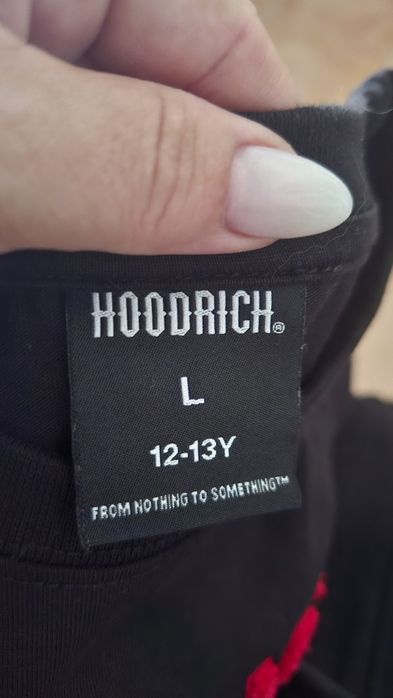 HOODRICH®
L
12-13Y
FROM NOTHING TO SOMETHING™